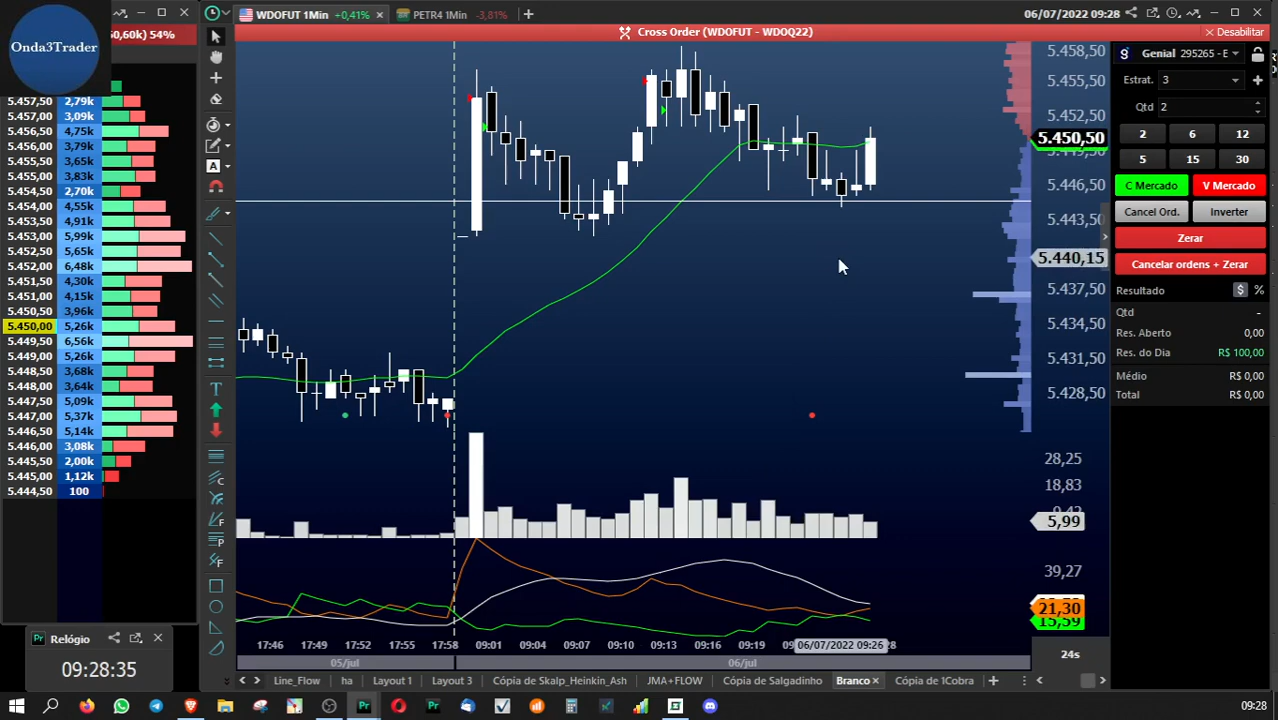 WDOFUT 1Min +0,41% ×
PETR4 1Min -3,81%
06/07/2022 09:28
Onda3Trader
,60k) 54%
Cross Order (WDOFUT - WDOQ22)
Desabilitar
5.457,50 2,79k
5.457,00 3,09k
5.456,50 4,75k
5.456,00 3,79k
5.455,50 3,65k
5.455,00 3,83k
5.454,50 2,70k
5.454,00 4,55k
5.453,50 4,91k
5.453,00 5,99k
5.452,50 5,65k
5.452,00 6,48k
5.451,50 4,30k
5.451,00 4,15k
5.450,50 3,96k
5.450,00 5,26k
5.449,50 6,56k
5.449,00 5,26k
5.448,50 3,68k
5.448,00 3,64k
5.447,50 5,09k
5.447,00 5,37k
5.446,50 5,14k
5.446,00 3,08k
5.445,50 2,00k
5.445,00 1,12k
5.444,50 100
Pr Relógio
09:28:35
5.458,50
5.455,50
5.452,50
5.450,50
5.446,50
5.443,50
5.440,15
5.437,50
5.434,50
5.431,50
5.428,50
28,25
18,83
5,99
39,27
21,30
15,59
17:46 17:49 17:52 17:55 17:58 09:01 09:04 09:07 09:10 09:13 09:16 09:19 06/07/2022 09:26
05/jul 06/jul
24s
Line_Flow ha Layout 1 Layout 3 Cópia de Skalp_Heinkin_Ash JMA+FLOW Cópia de Salgadinho Branco Cópia de 1Cobra
Genial 295265 - E
Estrat. 3
Qtd 2
2 6 12
5 15 30
C Mercado V Mercado
Cancel Ord. Inverter
Zerar
Cancelar ordens + Zerar
Resultado $ %
Qtd -
Res. Aberto 0,00
Res. do Dia R$ 100,00
Médio R$ 0,00
Total R$ 0,00
09:28